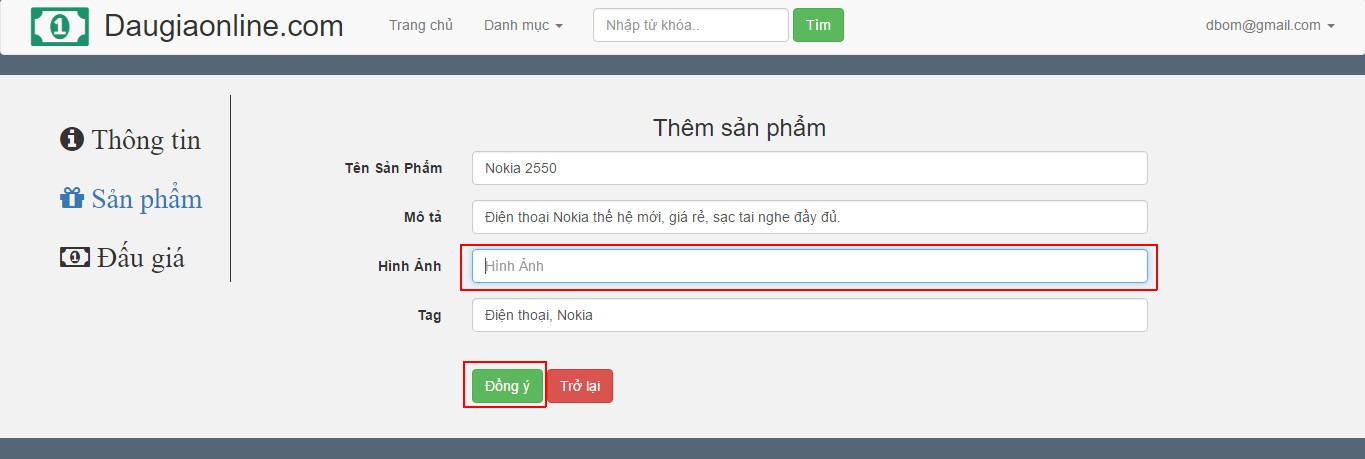 Daugiaonline.com Trang chủ Danh mục Nhập từ khóa.. Tìm dbom@gmail.com
Thông tin
Sản phẩm
Đấu giá
Thêm sản phẩm
Tên Sản Phẩm Nokia 2550
Mô tả Điện thoại Nokia thế hệ mới, giá rẻ, sạc tai nghe đầy đủ.
Hình Ảnh Hình Ảnh
Tag Điện thoại, Nokia
Đồng ý Trở lại